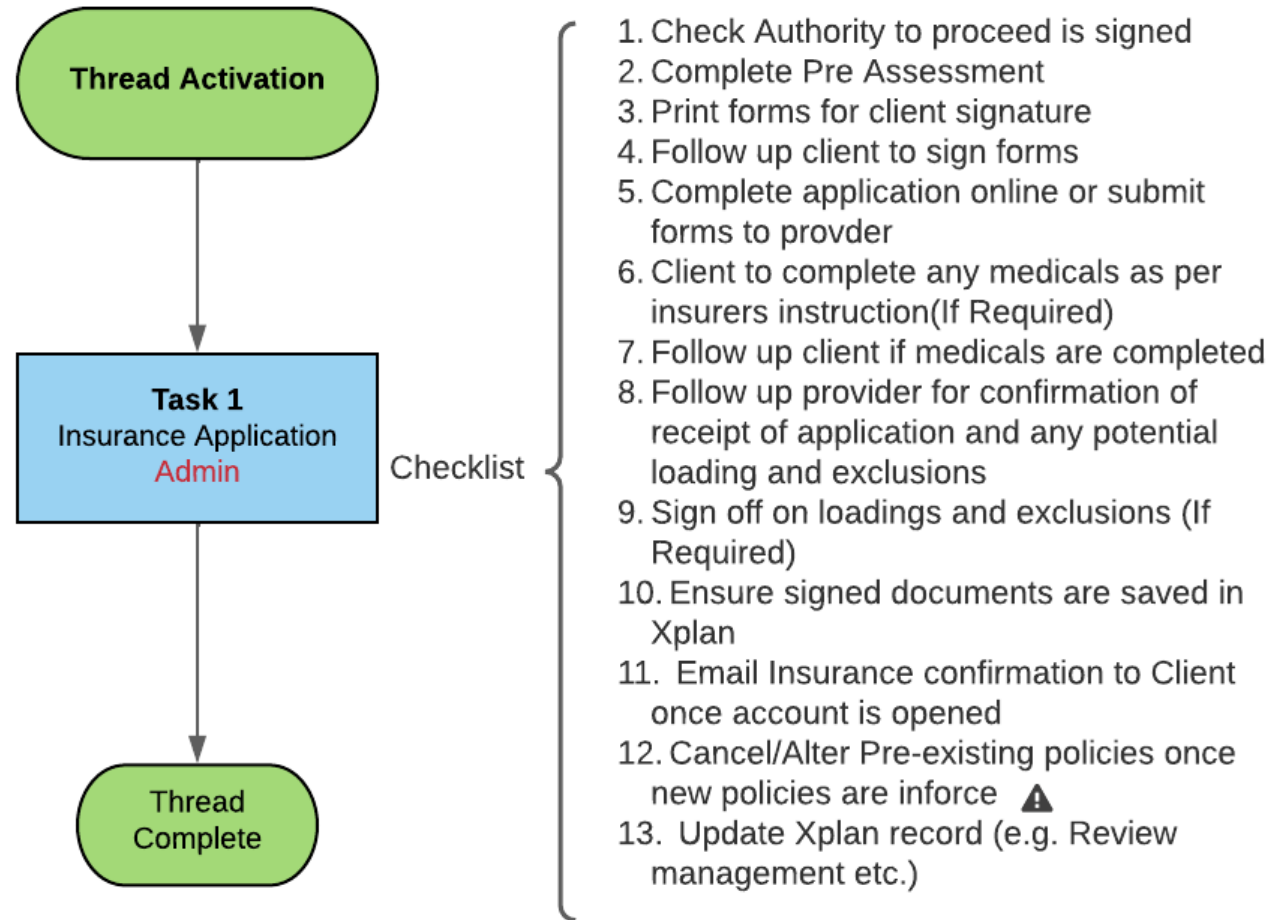 Thread Activation
Task 1
Insurance Application
Admin
Thread
Complete
Checklist
1. Check Authority to proceed is signed
2. Complete Pre Assessment
3. Print forms for client signature
4. Follow up client to sign forms
5. Complete application online or submit
forms to provder
6. Client to complete any medicals as per
insurers instruction(If Required)
7. Follow up client if medicals are completed
8. Follow up provider for confirmation of
receipt of application and any potential
loading and exclusions
9. Sign off on loadings and exclusions (If
Required)
10. Ensure signed documents are saved in
Xplan
11. Email Insurance confirmation to Client
once account is opened
12. Cancel/Alter Pre-existing policies once
new policies are inforce
13. Update Xplan record (e.g. Review
management etc.)